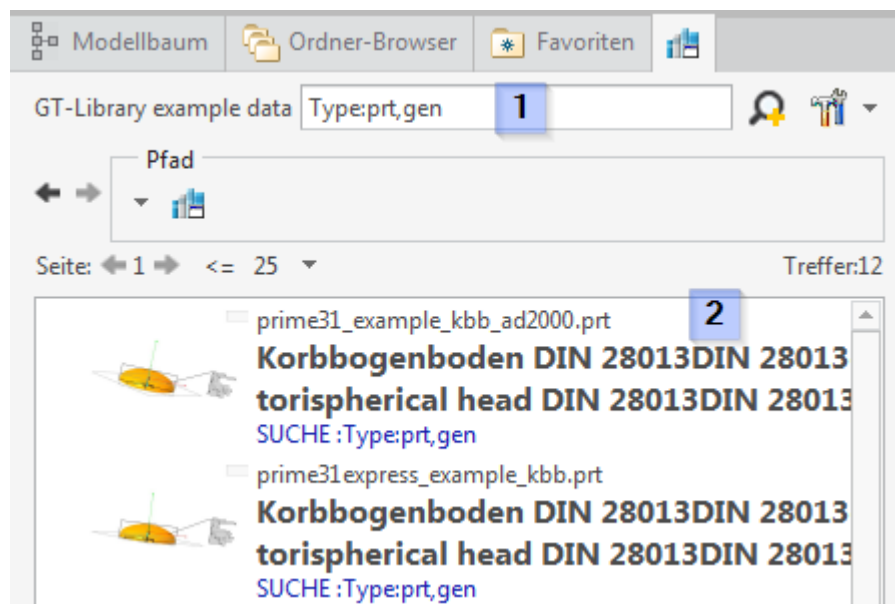 Modellbaum Ordner-Browser Favoriten
GT-Library example data Type:prt,gen 1
Pfad
Seite: 1 <= 25 Treffer:12
prime31_example_kbb_ad2000.prt 2
Korbbogenboden DIN 28013DIN 28013
torispherical head DIN 28013DIN 28013
SUCHE :Type:prt,gen
prime31express_example_kbb.prt
Korbbogenboden DIN 28013DIN 28013
torispherical head DIN 28013DIN 28013
SUCHE :Type:prt,gen